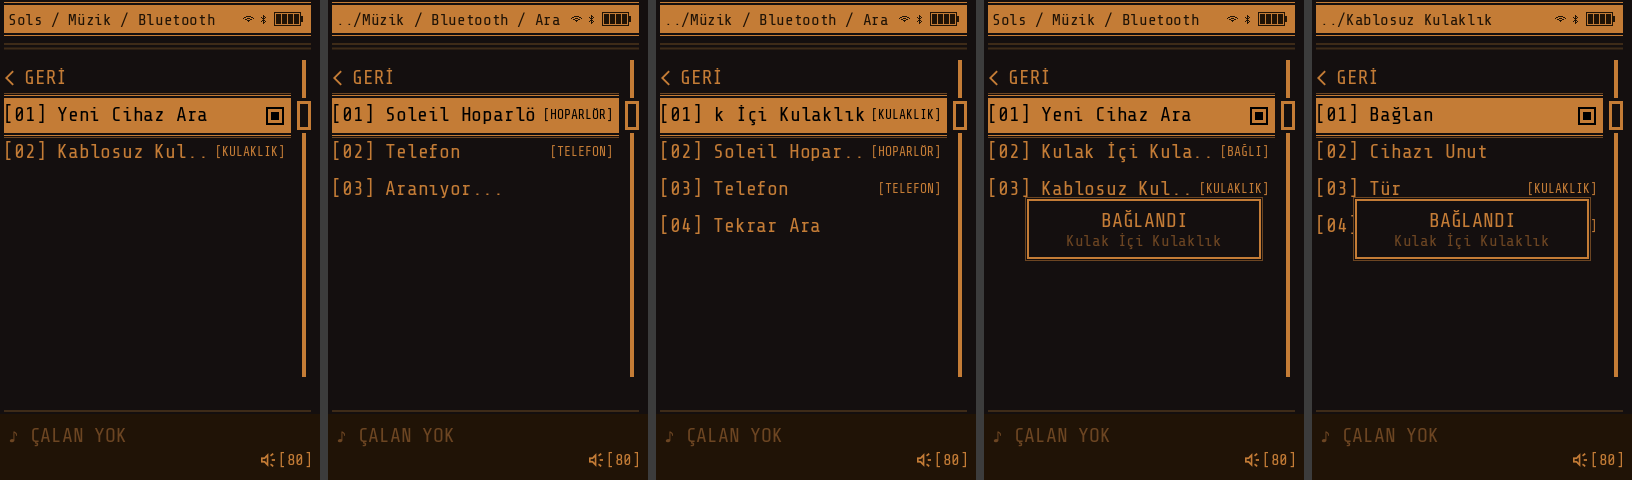 Sols / Müzik / Bluetooth
GERİ
[01] Yeni Cihaz Ara
[02] Kablosuz Kul.. [KULAKLIK]
♪ ÇALAN YOK
[80]
../Müzik / Bluetooth / Ara
GERİ
[01] Soleil Hoparlö [HOPARLÖR]
[02] Telefon [TELEFON]
[03] Aranıyor...
♪ ÇALAN YOK
[80]
../Müzik / Bluetooth / Ara
GERİ
[01] k İçi Kulaklık [KULAKLIK]
[02] Soleil Hopar.. [HOPARLÖR]
[03] Telefon [TELEFON]
[04] Tekrar Ara
♪ ÇALAN YOK
[80]
Sols / Müzik / Bluetooth
GERİ
[01] Yeni Cihaz Ara
[02] Kulak İçi Kula.. [BAĞLI]
[03] Kablosuz Kul.. [KULAKLIK]
BAĞLANDI
Kulak İçi Kulaklık
♪ ÇALAN YOK
[80]
../Kablosuz Kulaklık
GERİ
[01] Bağlan
[02] Cihazı Unut
[03] Tür [KULAKLIK]
[04] ]
BAĞLANDI
Kulak İçi Kulaklık
♪ ÇALAN YOK
[80]